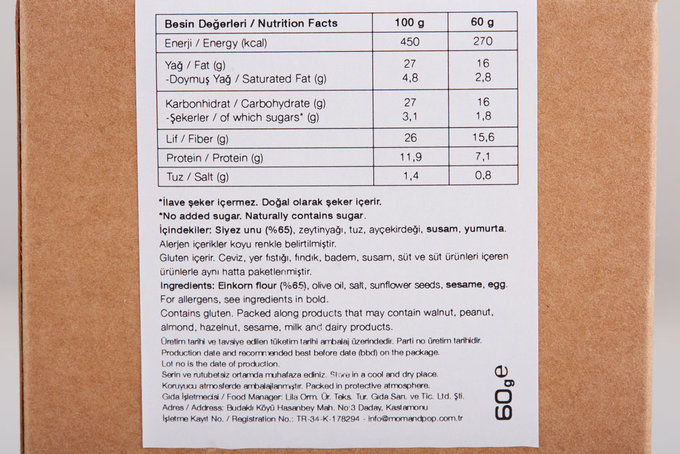 Besin Değerleri / Nutrition Facts 100 g 60 g
Enerji / Energy (kcal) 450 270
Yağ / Fat (g) 27 16
-Doymuş Yağ / Saturated Fat (g) 4,8 2,8
Karbonhidrat / Carbohydrate (g) 27 16
-Şekerler / of which sugars* (g) 3,1 1,8
Lif / Fiber (g) 26 15,6
Protein / Protein (g) 11,9 7,1
Tuz / Salt (g) 1,4 0,8
*İlave şeker içermez. Doğal olarak şeker içerir.
*No added sugar. Naturally contains sugar.
İçindekiler: Siyez unu (%65), zeytinyağı, tuz, ayçekirdeği, susam, yumurta.
Alerjen içerikler koyu renkle belirtilmiştir.
Gluten içerir. Ceviz, yer fıstığı, fındık, badem, susam, süt ve süt ürünleri içeren
ürünlerle aynı hatta paketlenmiştir.
Ingredients: Einkorn flour (%65), olive oil, salt, sunflower seeds, sesame, egg.
For allergens, see ingredients in bold.
Contains gluten. Packed along products that may contain walnut, peanut,
almond, hazelnut, sesame, milk and dairy products.
Üretim tarihi ve tavsiye edilen tüketim tarihi ambalaj üzerindedir. Parti no üretim tarihidir.
Production date and recommended best before date (bbd) on the package.
Lot no is the date of production.
Serin ve rutubetsiz ortamda muhafaza ediniz. Store in a cool and dry place.
Koruyucu atmosferde ambalajlanmıştır. Packed in protective atmosphere.
Gıda İşletmecisi / Food Manager: Lila Orm. Ür. Teks. Tur. Gıda San. ve Tic. Ltd. Şti.
Adres / Address: Budaklı Köyü Hasanbey Mah. No:3 Daday, Kastamonu
İşletme Kayıt No. / Registration No.: TR-34-K-178294 - info@momandpop.com.tr
60g e